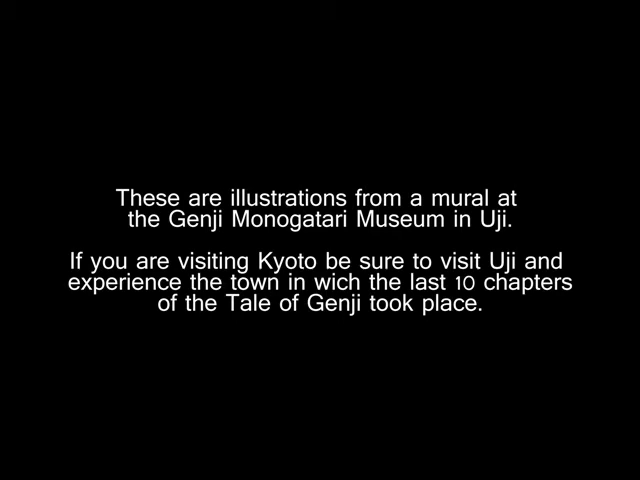 These are illustrations from a mural at
the Genji Monogatari Museum in Uji.
If you are visiting Kyoto be sure to visit Uji and
experience the town in wich the last 10 chapters
of the Tale of Genji took place.